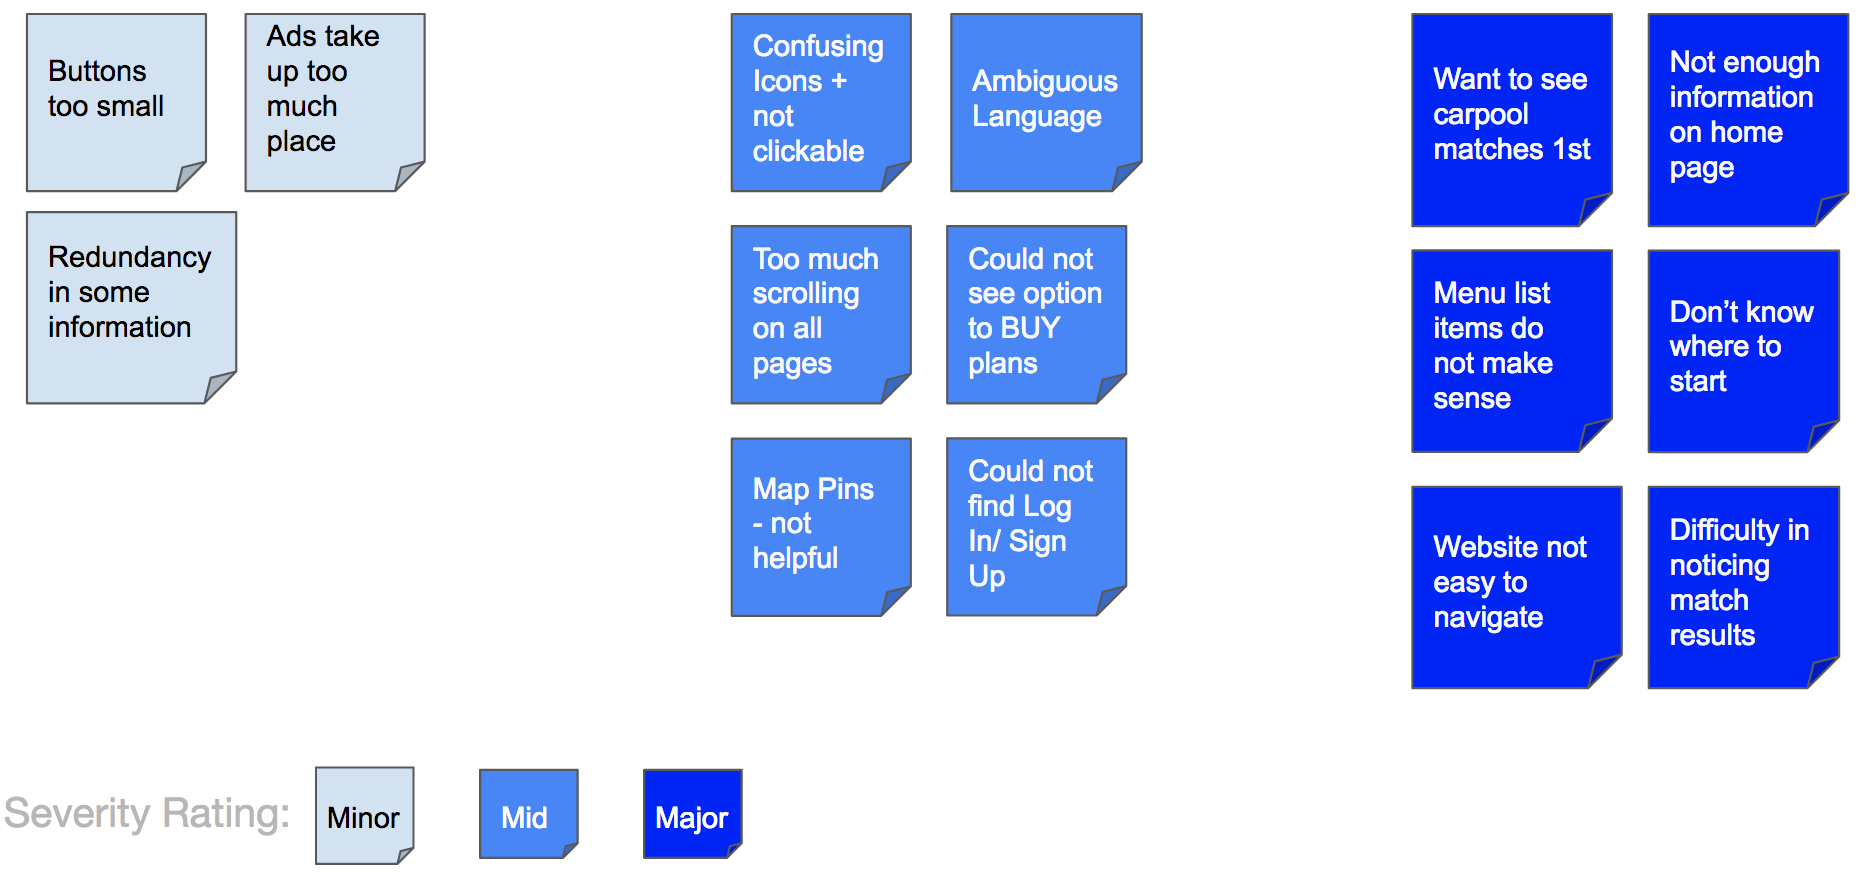 Buttons
too small
Ads take
up too
much
place
Redundancy
in some
information
Confusing
Icons +
not
clickable
Ambiguous
Language
Too much
scrolling
on all
pages
Could not
see option
to BUY
plans
Map Pins
- not
helpful
Could not
find Log
In/ Sign
Up
Want to see
carpool
matches 1st
Not enough
information
on home
page
Menu list
items do
not make
sense
Don’t know
where to
start
Website not
easy to
navigate
Difficulty in
noticing
match
results
Severity Rating:
Minor
Mid
Major